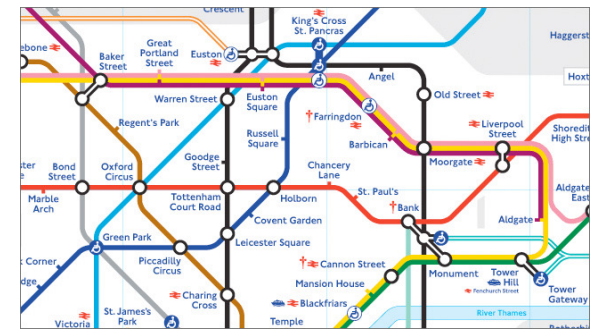 Crescent
King's Cross
St. Pancras
Haggerst
ebone
Baker
Street
Great
Portland
Street
Euston
Angel
Hoxt
Warren Street
Euston
Square
Old Street
†Farringdon
Liverpool
Street
Regent's Park
Russell
Square
Barbican
Shoredit
High Stre
Moorgate
Goodge
Street
ster
te
Bond
Street
Oxford
Circus
Chancery
Lane
Aldgate
East
Marble
Arch
Tottenham
Court Road
Holborn
St. Paul's
†Bank
Covent Garden
Aldgate
Green Park
Leicester Square
Corner
Piccadilly
Circus
†Cannon Street
Monument
Tower
Hill
dge
Mansion House
Fenchurch Street
Tower
Gateway
Charing
Cross
Blackfriars
St. James's
Park
Victoria
Temple
River Thames